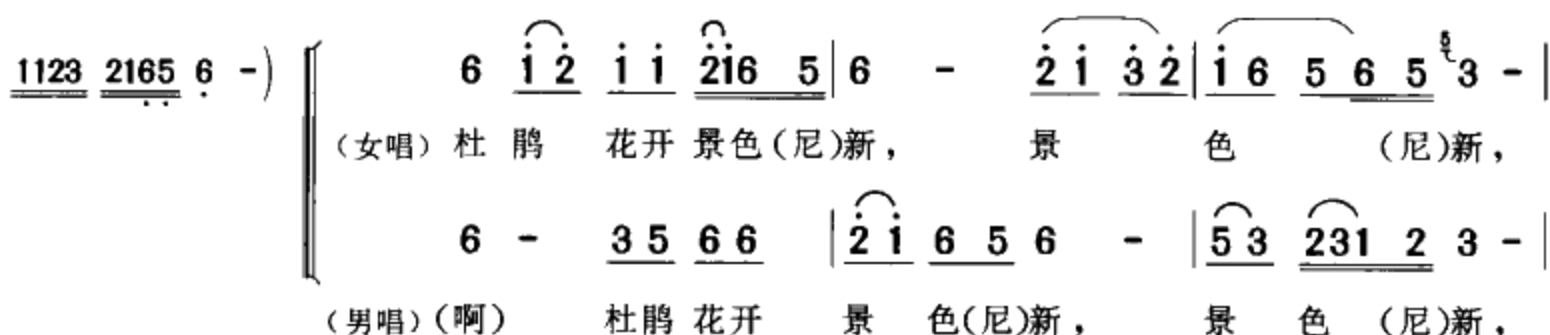 1123 2165 6 -) 6 1 2 1 1 216 5 | 6 - 2 1 3 2 | 1 6 5 6 5 5 3 - |
（女唱）杜 鹃 花开 景色(尼)新， 景 色 (尼)新，
6 - 3 5 6 6 | 2 1 6 5 6 - | 5 3 231 2 3 - |
（男唱）(啊) 杜鹃 花开 景 色(尼)新， 景 色 (尼)新，